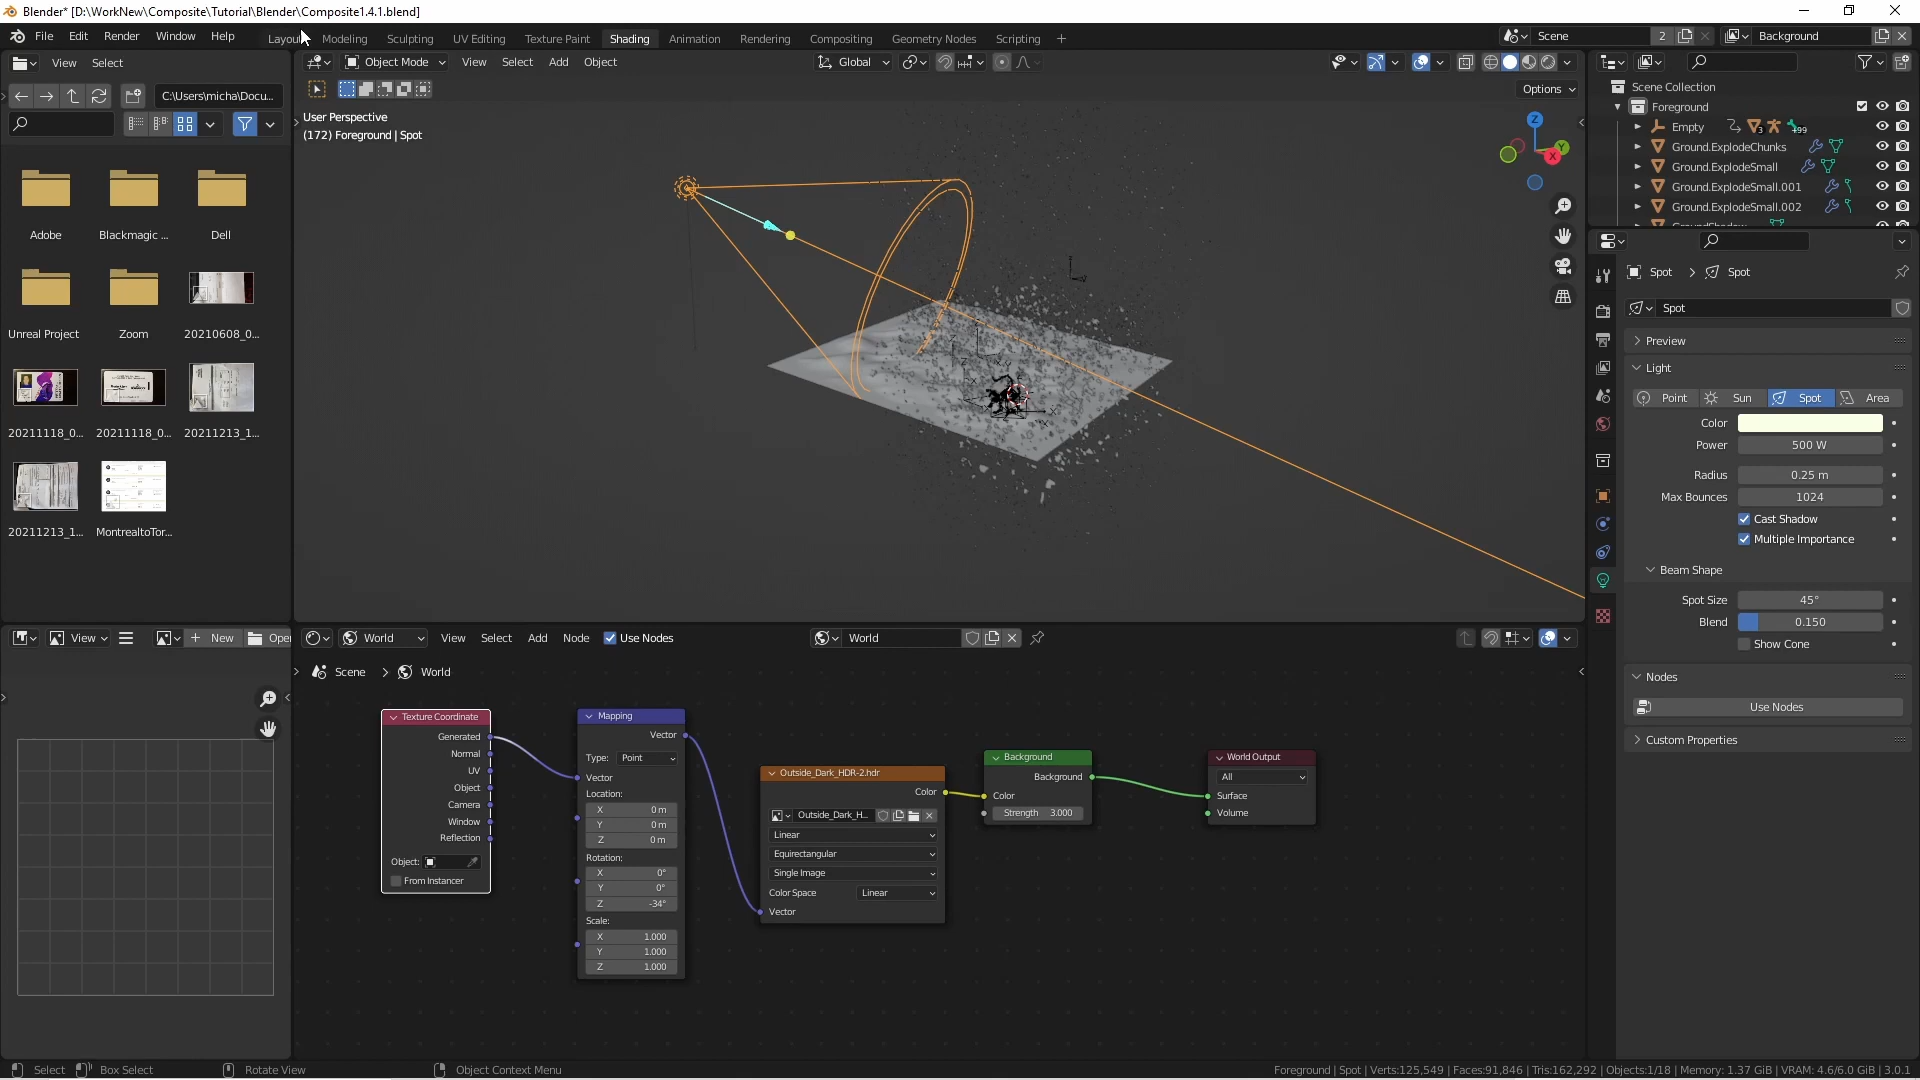 Blender* [D:\WorkNew\Composite\Tutorial\Blender\Composite1.4.1.blend]
File Edit Render Window Help
Layout Modeling Sculpting UV Editing Texture Paint Shading Animation Rendering Compositing Geometry Nodes Scripting +
Scene 2
Background
View Select
C:\Users\micha\Docu...
Adobe
Blackmagic ...
Dell
Unreal Project
Zoom
20210608_0...
20211118_0...
20211118_0...
20211213_1...
20211213_1...
MontrealtoTor...
Object Mode View Select Add Object
Global
Options
User Perspective
(172) Foreground | Spot
Z
Y
X
Scene Collection
Foreground
Empty
3
+99
Ground.ExplodeChunks
Ground.ExplodeSmall
Ground.ExplodeSmall.001
Ground.ExplodeSmall.002
Spot > Spot
Spot
Preview
Light
Point Sun Spot Area
Color
Power 500 W
Radius 0.25 m
Max Bounces 1024
Cast Shadow
Multiple Importance
Beam Shape
Spot Size 45°
Blend 0.150
Show Cone
Nodes
Use Nodes
Custom Properties
View
+ New
Open
World View Select Add Node Use Nodes
World
Scene > World
Texture Coordinate
Generated
Normal
UV
Object
Camera
Window
Reflection
Object:
From Instancer
Mapping
Vector
Type: Point
Vector
Location:
X 0 m
Y 0 m
Z 0 m
Rotation:
X 0°
Y 0°
Z -34°
Scale:
X 1.000
Y 1.000
Z 1.000
Outside_Dark_HDR-2.hdr
Color
Outside_Dark_H...
Linear
Equirectangular
Single Image
Color Space Linear
Vector
Background
Background
Color
Strength 3.000
World Output
All
Surface
Volume
Select Box Select Rotate View Object Context Menu
Foreground | Spot | Verts:125,549 | Faces:91,846 | Tris:162,292 | Objects:1/18 | Memory: 1.37 GiB | VRAM: 4.6/6.0 GiB | 3.0.1